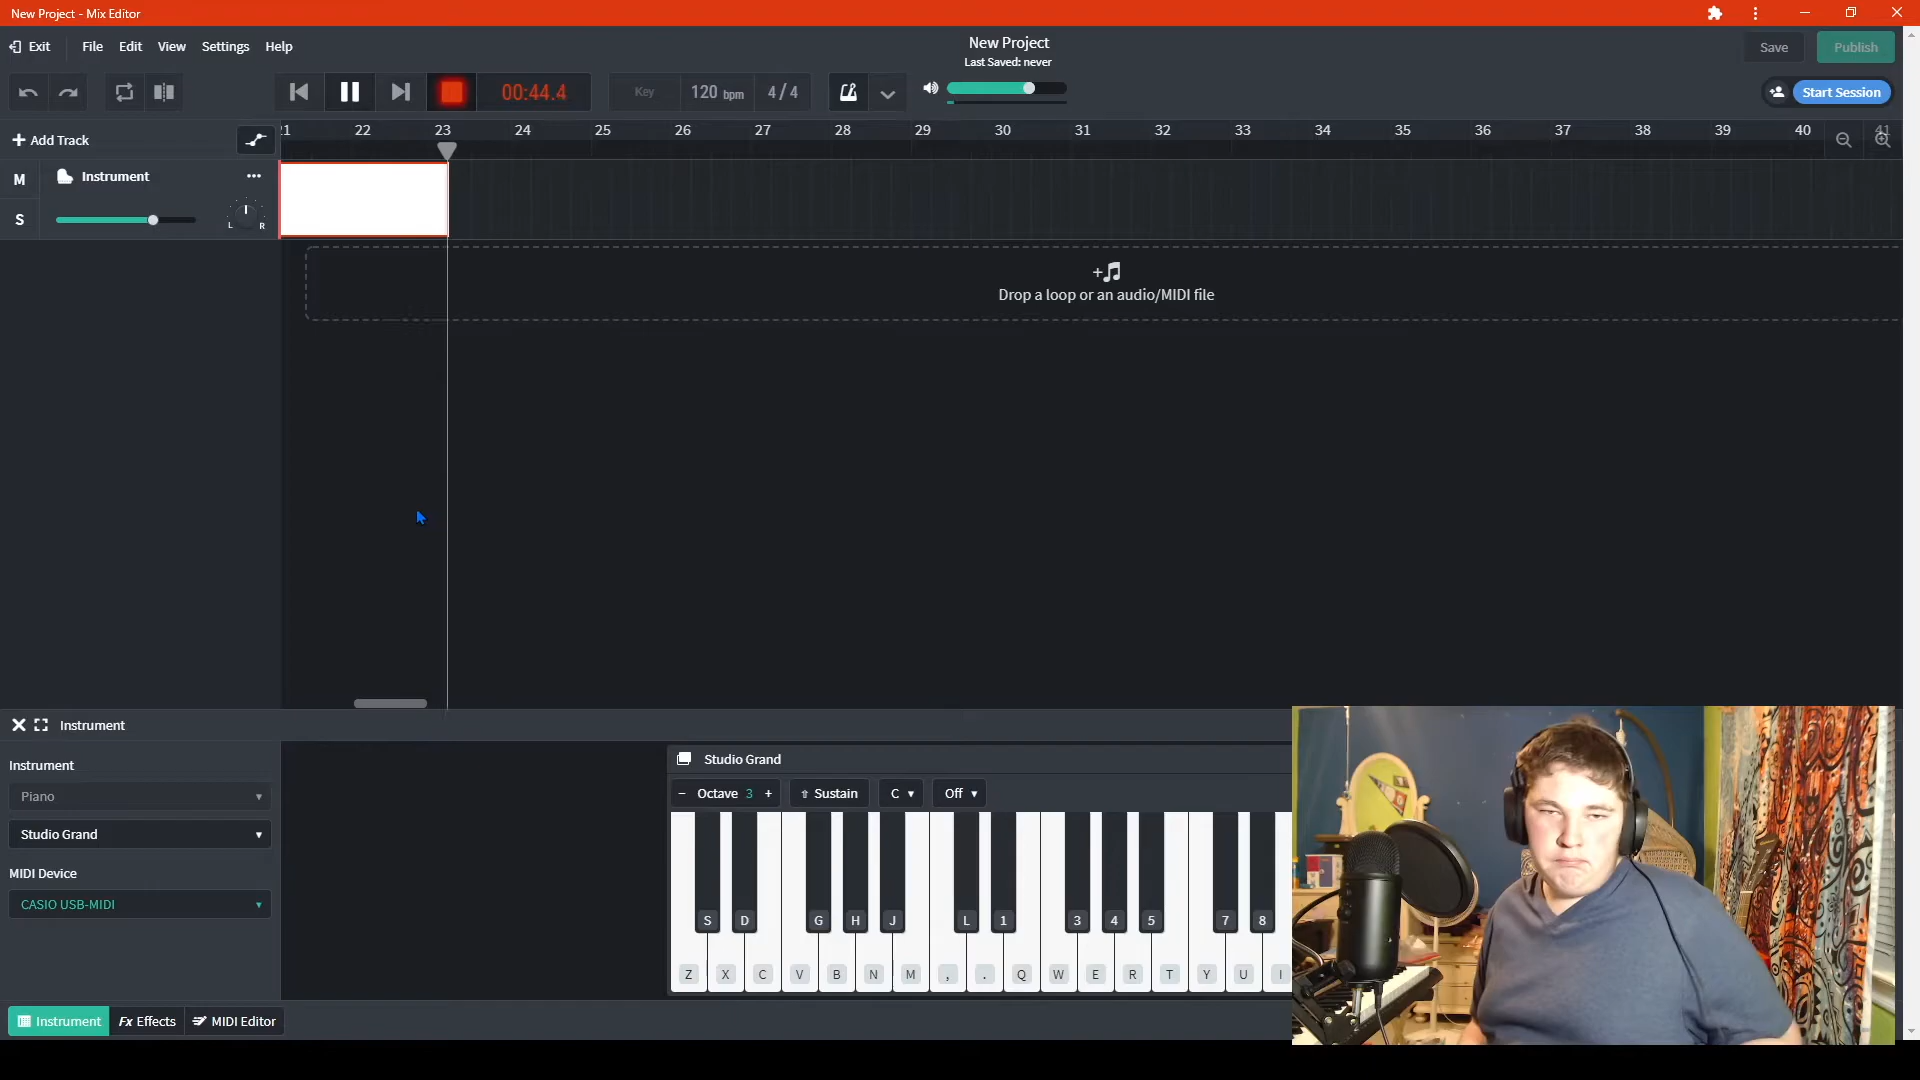 New Project - Mix Editor
Exit File Edit View Settings Help
New Project
Last Saved: never
Save Publish
00:44.4 Key 120 bpm 4 / 4
Start Session
Add Track
21 22 23 24 25 26 27 28 29 30 31 32 33 34 35 36 37 38 39 40 41
M Instrument
S L R
Drop a loop or an audio/MIDI file
Instrument
Instrument
Piano
Studio Grand
MIDI Device
CASIO USB-MIDI
Studio Grand
− Octave 3 + ⇧ Sustain C Off
S D G H J L 1 3 4 5 7 8
Z X C V B N M , . Q W E R T Y U I
Instrument Fx Effects MIDI Editor